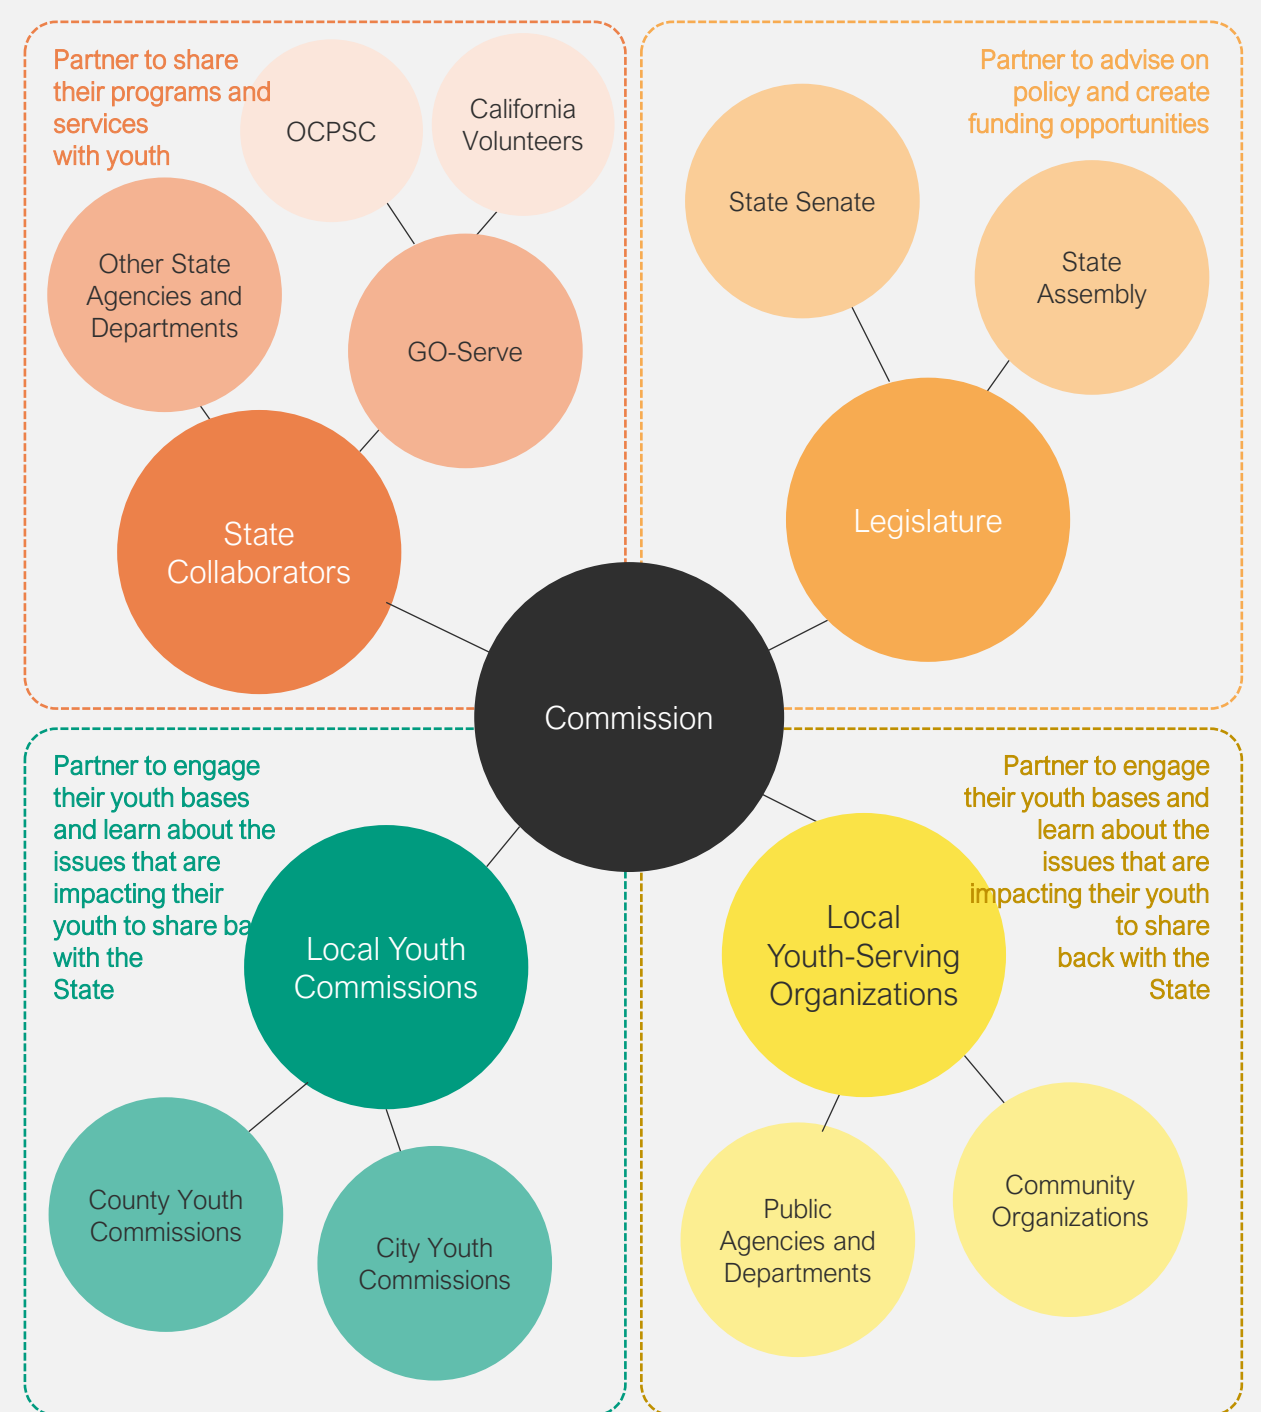 Partner to share
their programs and
services
with youth
OCPSC
California
Volunteers
Other State
Agencies and
Departments
GO-Serve
State
Collaborators
Partner to advise on
policy and create
funding opportunities
State Senate
State
Assembly
Legislature
Commission
Partner to engage
their youth bases
and learn about the
issues that are
impacting their
youth to share ba
with the
State
Local Youth
Commissions
County Youth
Commissions
City Youth
Commissions
Partner to engage
their youth bases and
learn about the
issues that are
impacting their youth
to share
back with the
State
Local
Youth-Serving
Organizations
Public
Agencies and
Departments
Community
Organizations